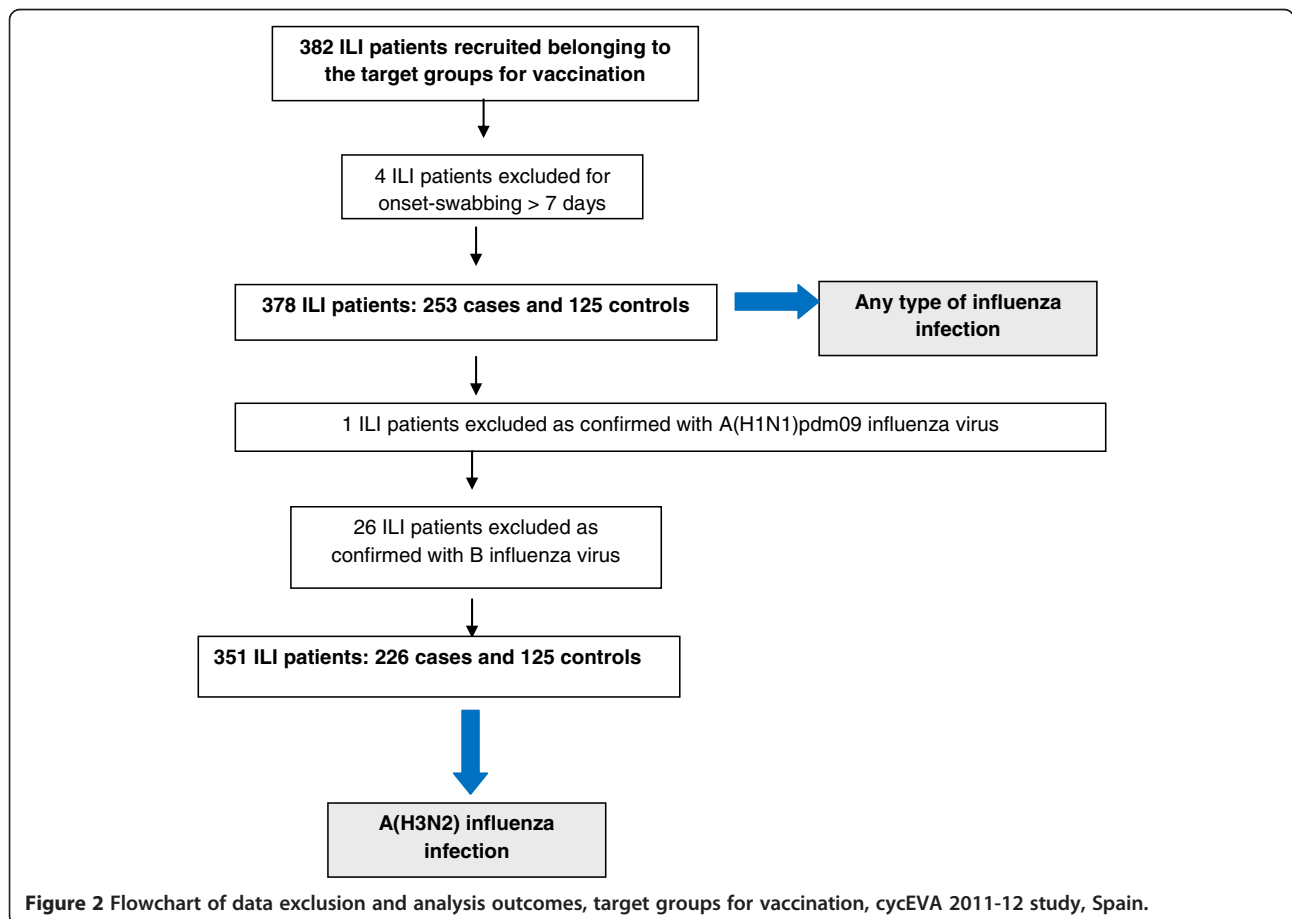 382 ILI patients recruited belonging to
the target groups for vaccination
4 ILI patients excluded for
onset-swabbing > 7 days
378 ILI patients: 253 cases and 125 controls
Any type of influenza
infection
1 ILI patients excluded as confirmed with A(H1N1)pdm09 influenza virus
26 ILI patients excluded as
confirmed with B influenza virus
351 ILI patients: 226 cases and 125 controls
A(H3N2) influenza
infection
Figure 2 Flowchart of data exclusion and analysis outcomes, target groups for vaccination, cycEVA 2011-12 study, Spain.